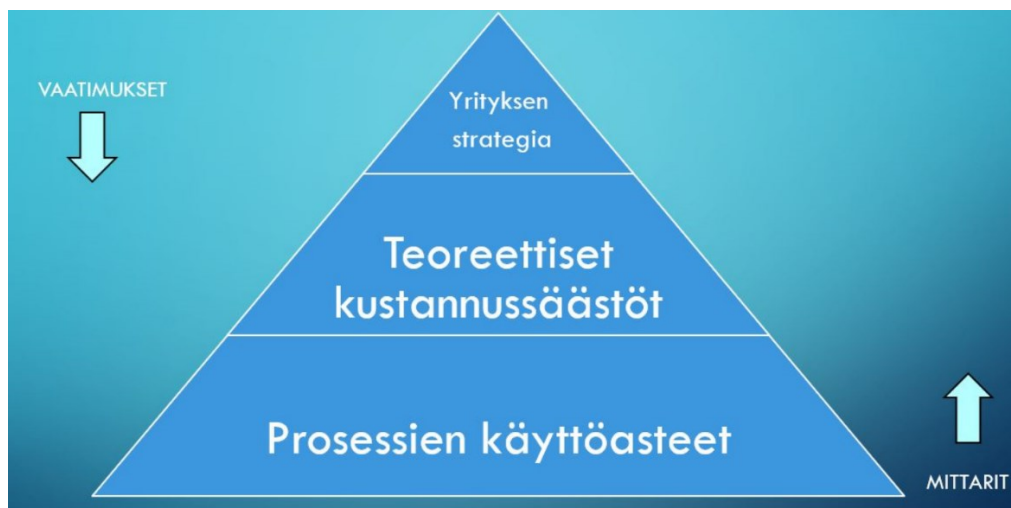 VAATIMUKSET
Yrityksen
strategia
Teoreettiset
kustannussäästöt
Prosessien käyttöasteet
MITTARIT